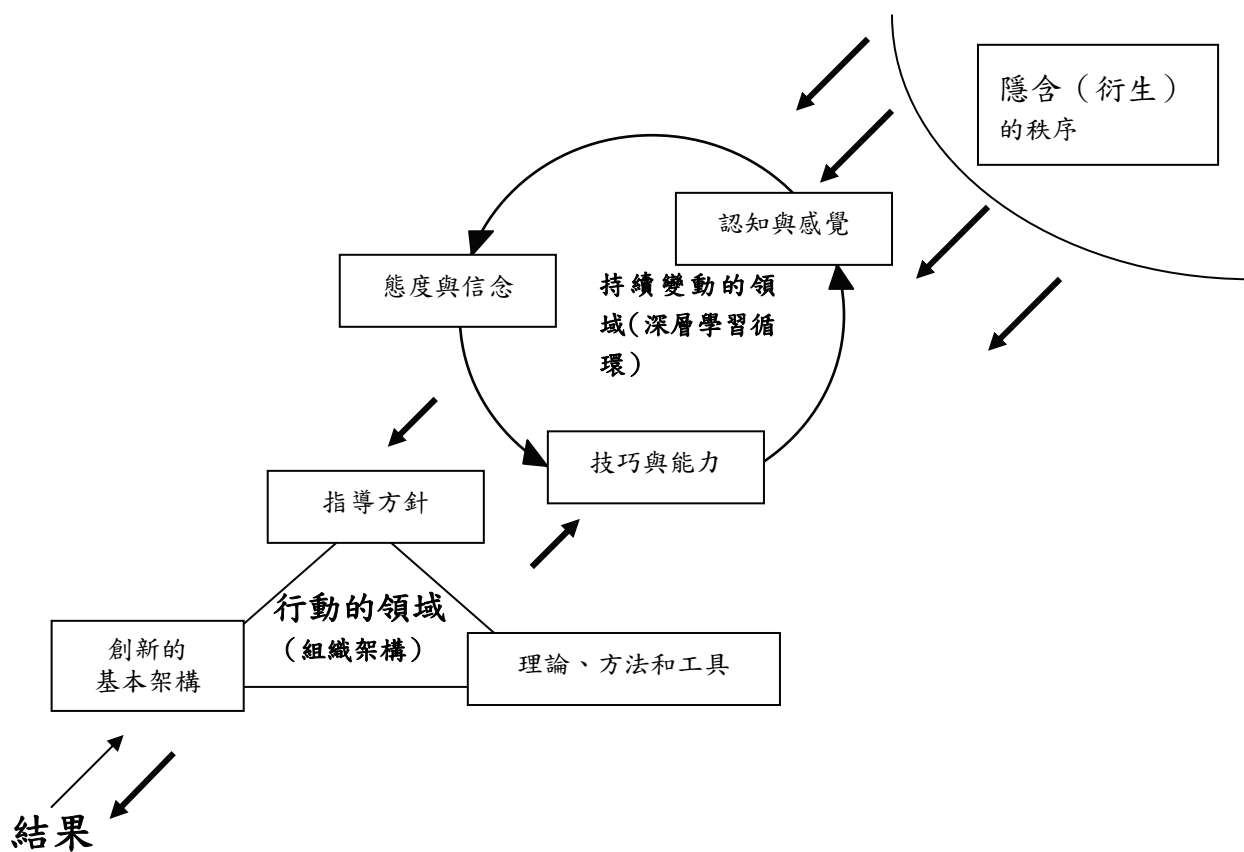 隱含（衍生）
的秩序
認知與感覺
態度與信念
持續變動的領
域(深層學習循
環)
技巧與能力
指導方針
行動的領域
（組織架構）
創新的
基本架構
理論、方法和工具
結果